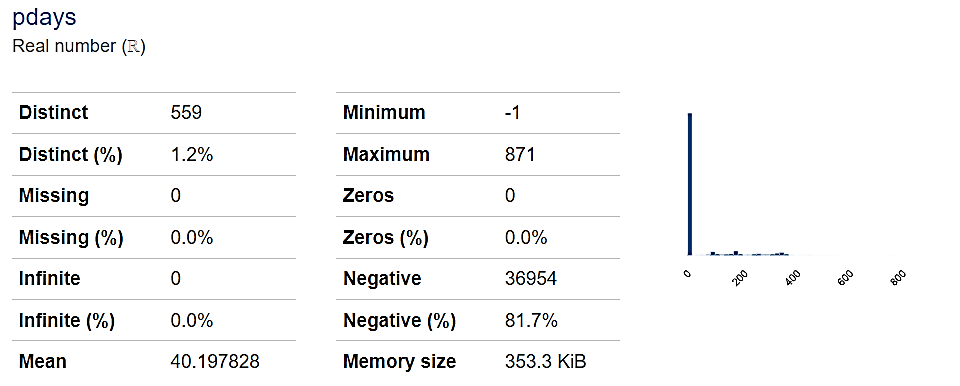 pdays
Real number (ℝ)
Distinct 559
Distinct (%) 1.2%
Missing 0
Missing (%) 0.0%
Infinite 0
Infinite (%) 0.0%
Mean 40.197828
Minimum -1
Maximum 871
Zeros 0
Zeros (%) 0.0%
Negative 36954
Negative (%) 81.7%
Memory size 353.3 KiB
0 200 400 600 800